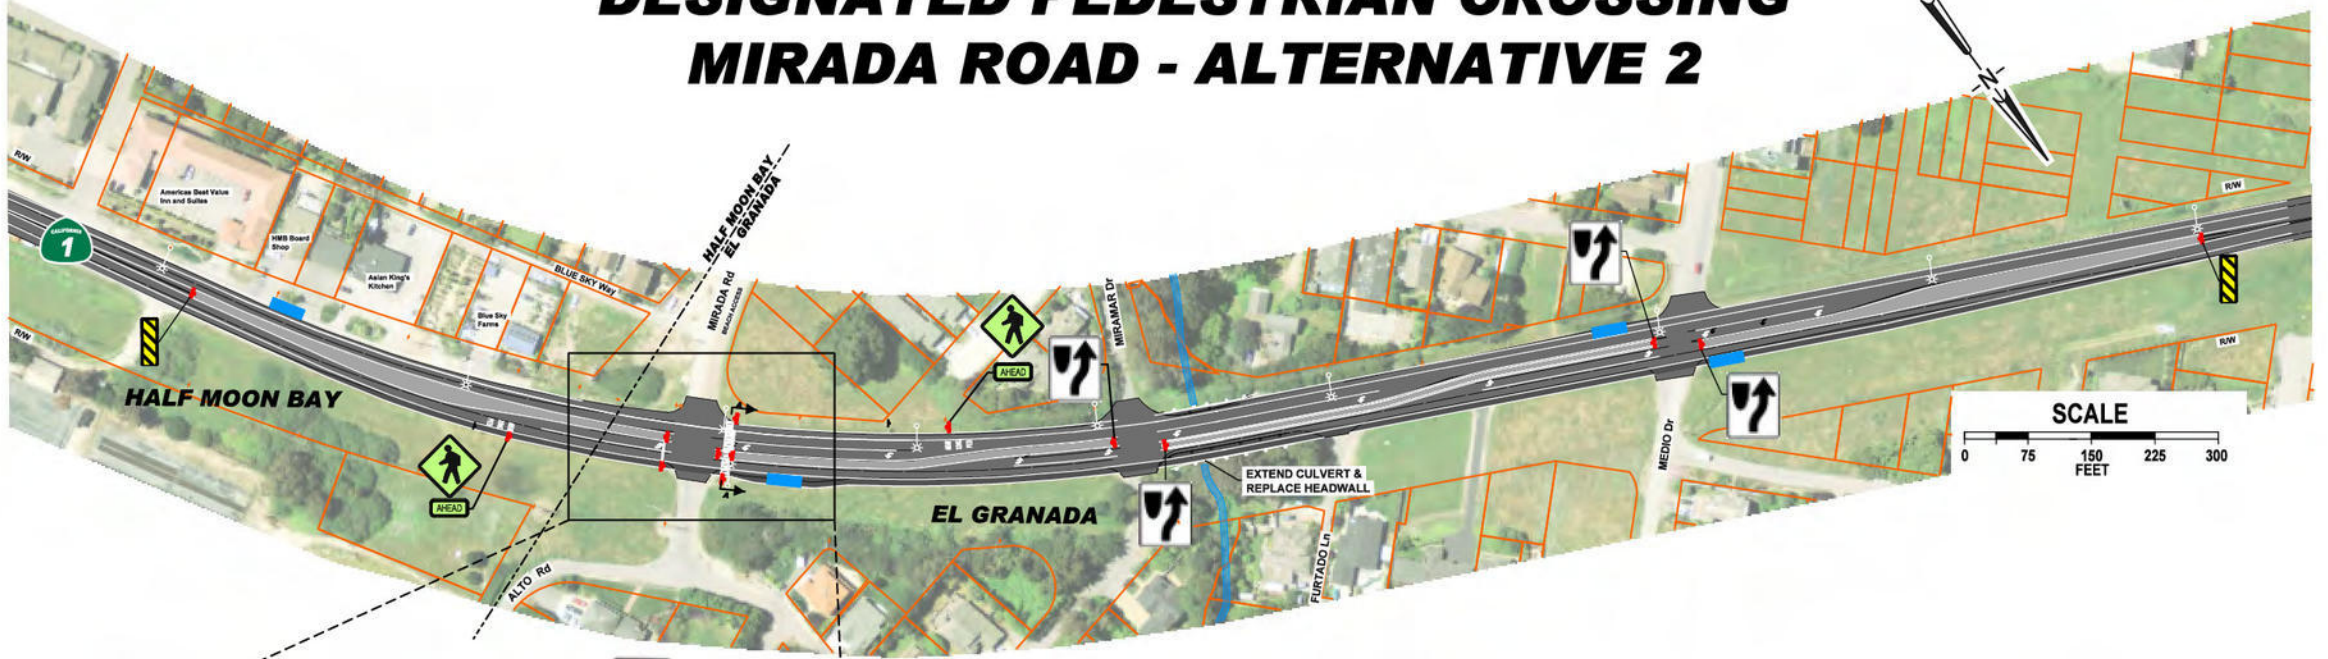 DESIGNATED PEDESTRIAN CROSSING
MIRADA ROAD - ALTERNATIVE 2
N
R/W
Americas Best Value
Inn and Suites
CALIFORNIA
1
HMB Board
Shop
Asian King's
Kitchen
Blue Sky
Farms
BLUE SKY Way
HALF MOON BAY
EL GRANADA
MIRADA Rd
BEACH ACCESS
MIRAMAR Dr
AHEAD
R/W
R/W
HALF MOON BAY
AHEAD
EL GRANADA
EXTEND CULVERT &
REPLACE HEADWALL
MEDIO Dr
R/W
SCALE
0 75 150 225 300
FEET
ALTO Rd
FURTADO Ln